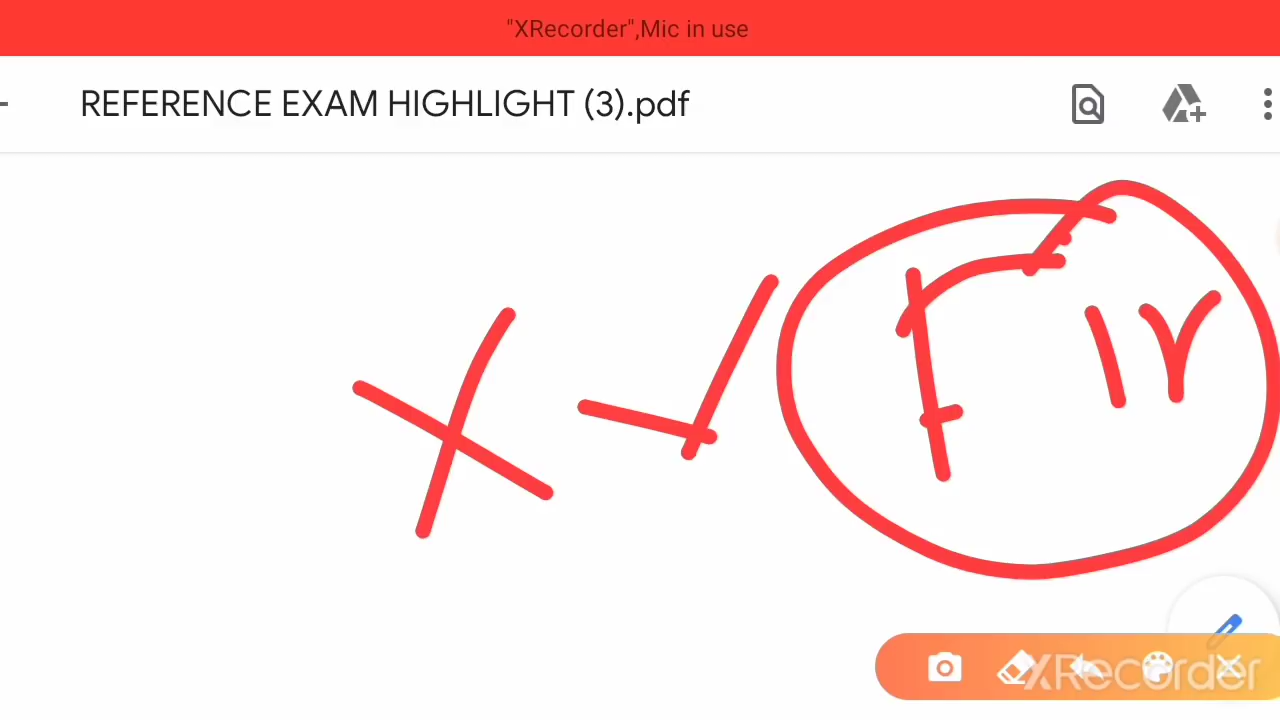 "XRecorder",Mic in use
REFERENCE EXAM HIGHLIGHT (3).pdf
X
XRecorder